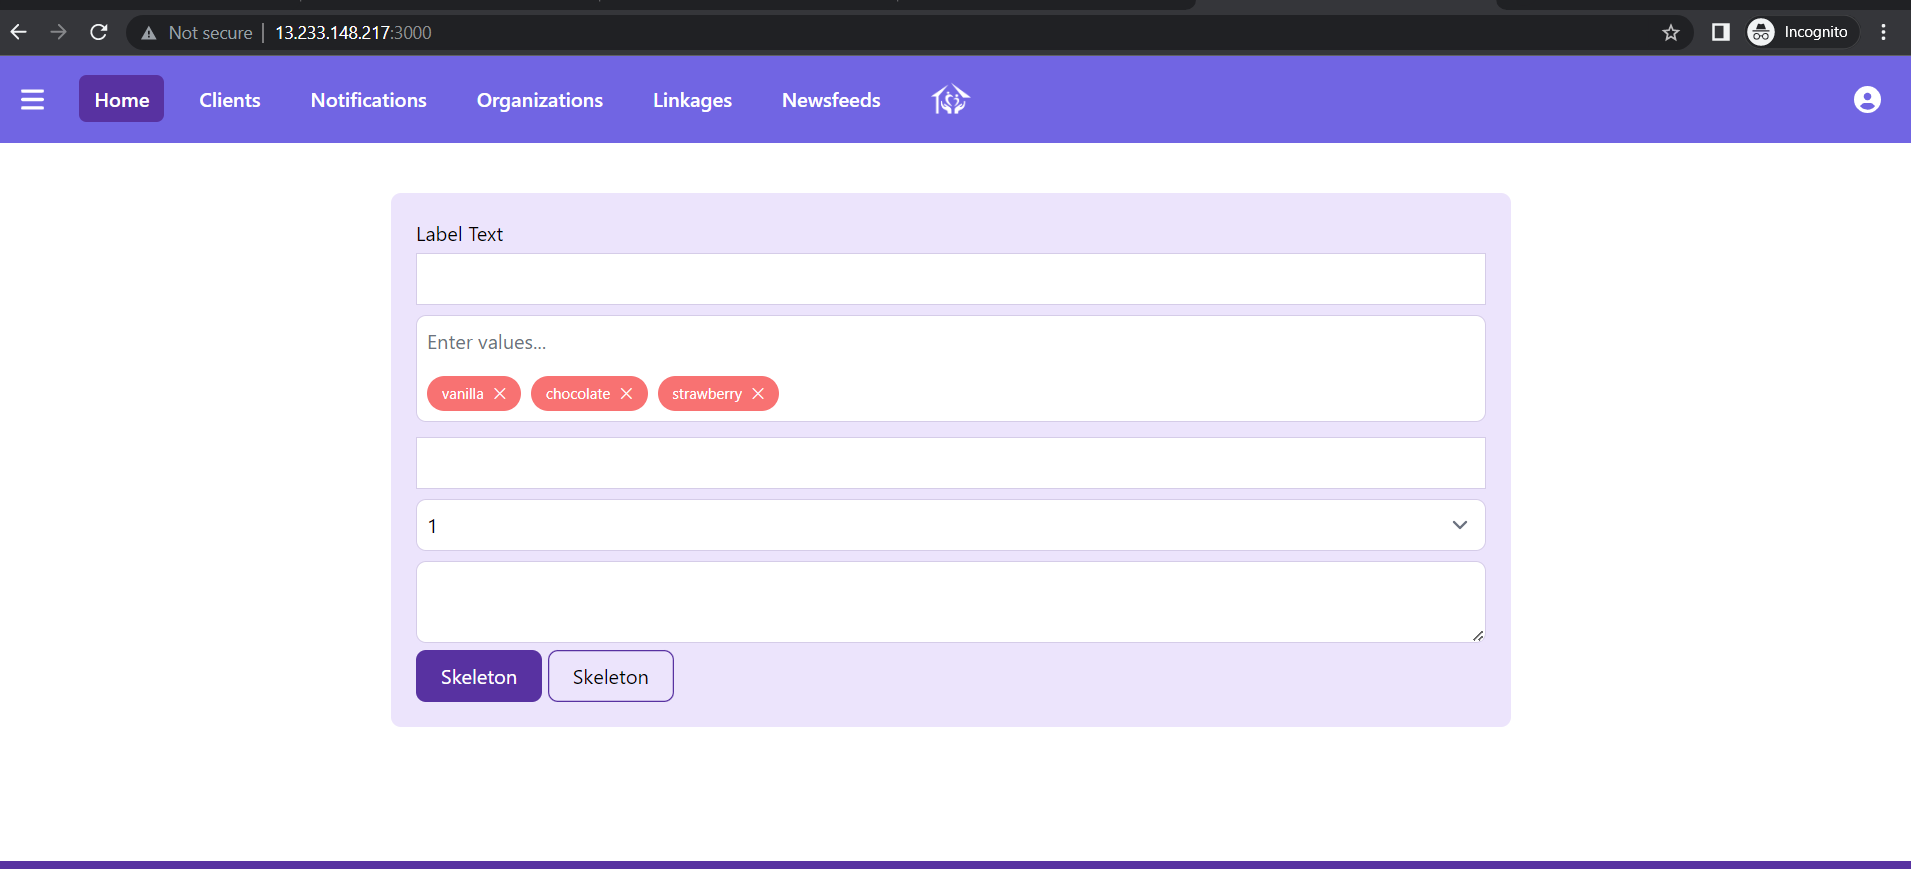 Not secure | 13.233.148.217:3000 Incognito
Home Clients Notifications Organizations Linkages Newsfeeds
Label Text
Enter values...
vanilla chocolate strawberry
1
Skeleton Skeleton